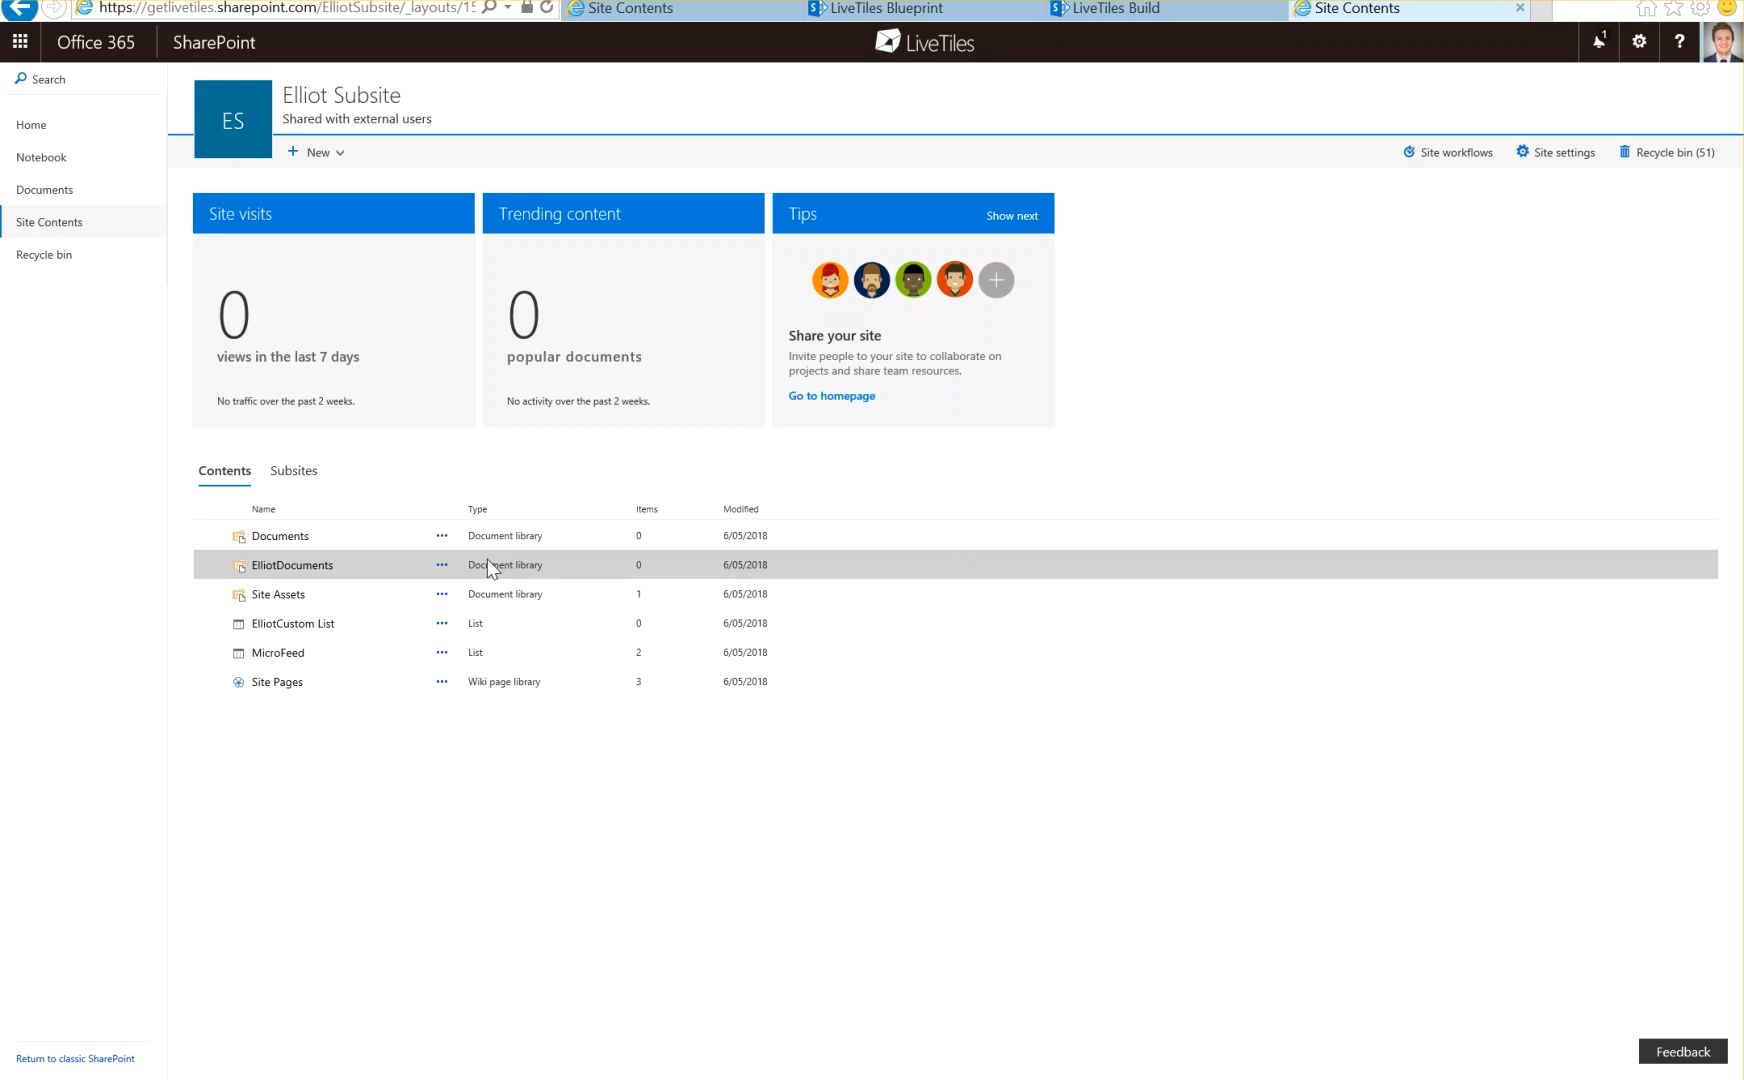 https://getlivetiles.sharepoint.com/ElliotSubsite/_layouts/15
Site Contents
LiveTiles Blueprint
LiveTiles Build
Site Contents
Office 365
SharePoint
LiveTiles
1
?
Search
Home
Notebook
Documents
Site Contents
Recycle bin
ES
Elliot Subsite
Shared with external users
+ New
Site workflows
Site settings
Recycle bin (51)
Site visits
0
views in the last 7 days
No traffic over the past 2 weeks.
Trending content
0
popular documents
No activity over the past 2 weeks.
Tips
Show next
Share your site
Invite people to your site to collaborate on
projects and share team resources.
Go to homepage
Contents Subsites
Name Type Items Modified
Documents ••• Document library 0 6/05/2018
ElliotDocuments ••• Document library 0 6/05/2018
Site Assets ••• Document library 1 6/05/2018
ElliotCustom List ••• List 0 6/05/2018
MicroFeed ••• List 2 6/05/2018
Site Pages ••• Wiki page library 3 6/05/2018
Return to classic SharePoint
Feedback